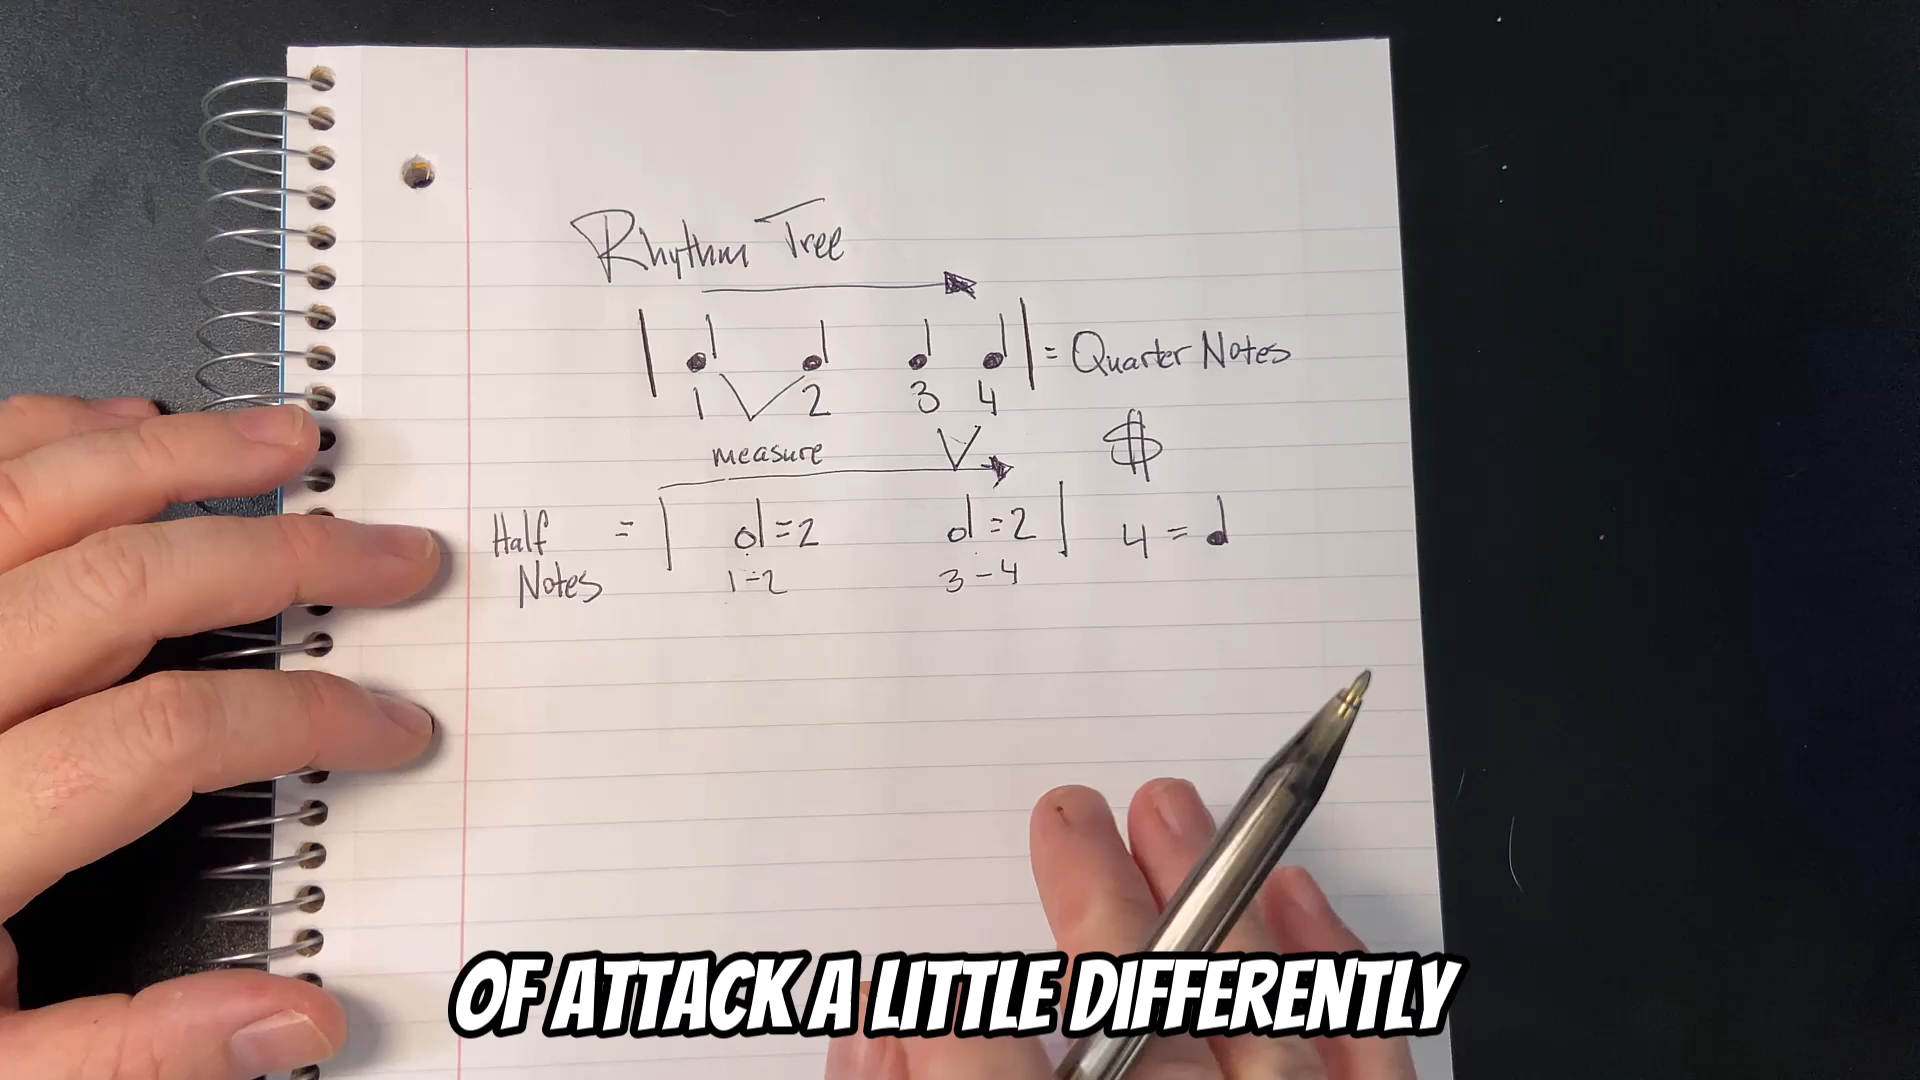 Rhythm Tree
= Quarter Notes
1 2 3 4
measure
$
Half = =2 =2 4 =
Notes 1-2 3-4
OF ATTACK A LITTLE DIFFERENTLY